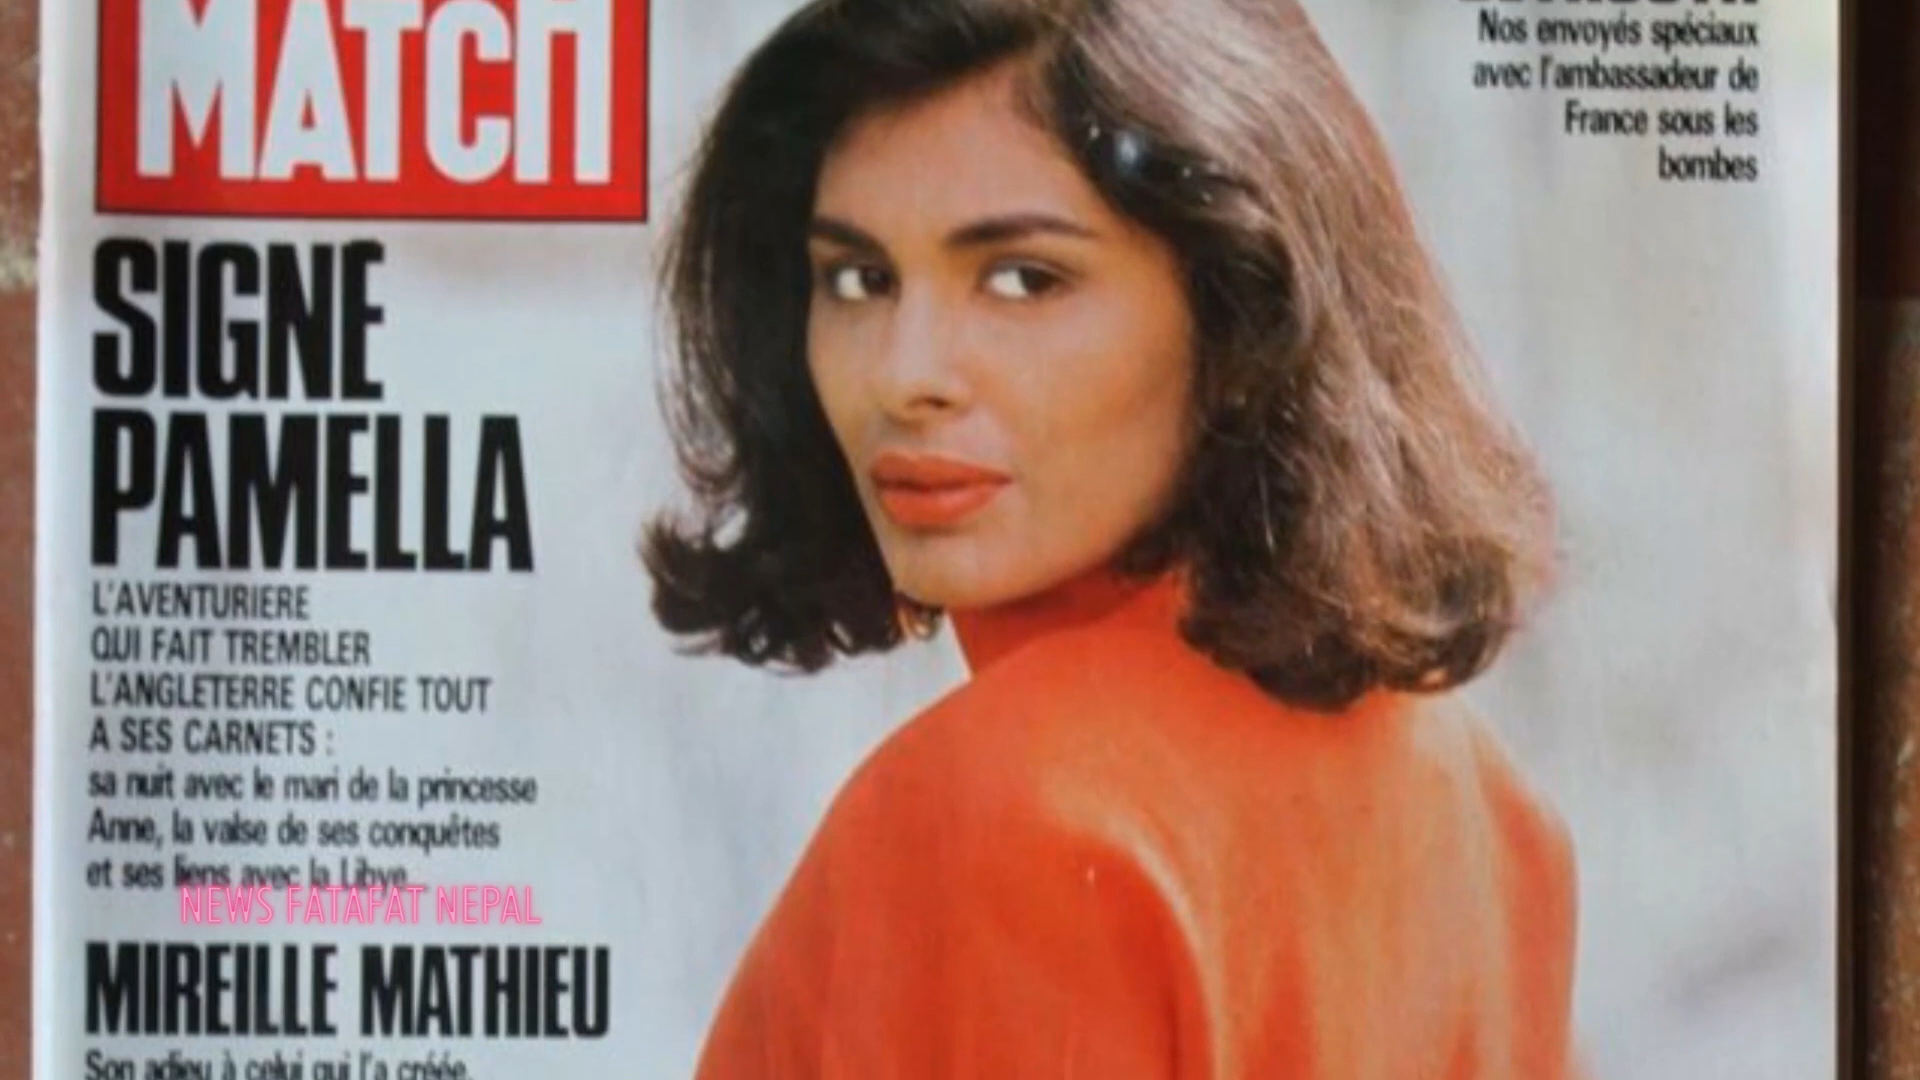 MATCH
Nos envoyés spéciaux
avec l'ambassadeur de
France sous les
bombes
SIGNE
PAMELLA
L'AVENTURIERE
QUI FAIT TREMBLER
L'ANGLETERRE CONFIE TOUT
A SES CARNETS :
sa nuit avec le mari de la princesse
Anne, la valse de ses conquêtes
et ses liens avec la Libye
NEWS FATAFAT NEPAL
MIREILLE MATHIEU
Son adieu à celui qui l'a créée.